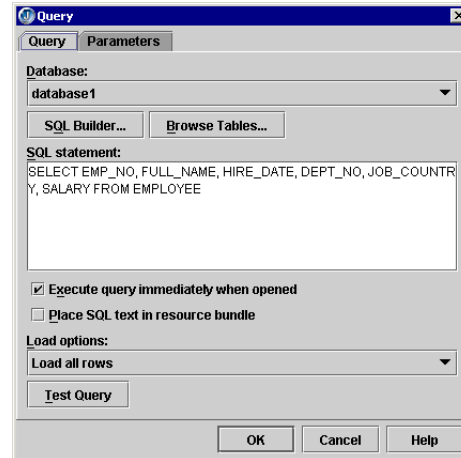 Query
Query Parameters
Database:
database1
SQL Builder... Browse Tables...
SQL statement:
SELECT EMP_NO, FULL_NAME, HIRE_DATE, DEPT_NO, JOB_COUNTR
Y, SALARY FROM EMPLOYEE
Execute query immediately when opened
Place SQL text in resource bundle
Load options:
Load all rows
Test Query
OK Cancel Help